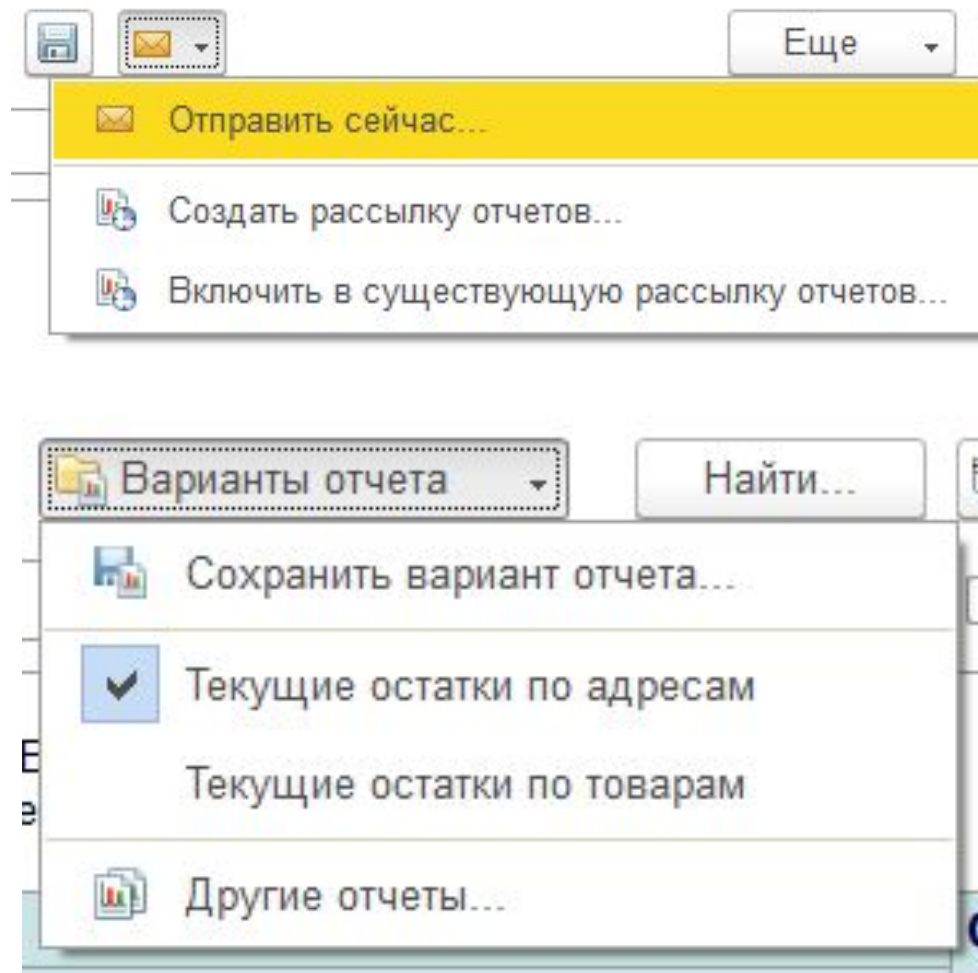 Еще
Отправить сейчас...
Создать рассылку отчетов...
Включить в существующую рассылку отчетов...
Варианты отчета
Найти...
Сохранить вариант отчета...
Текущие остатки по адресам
Текущие остатки по товарам
Другие отчеты...